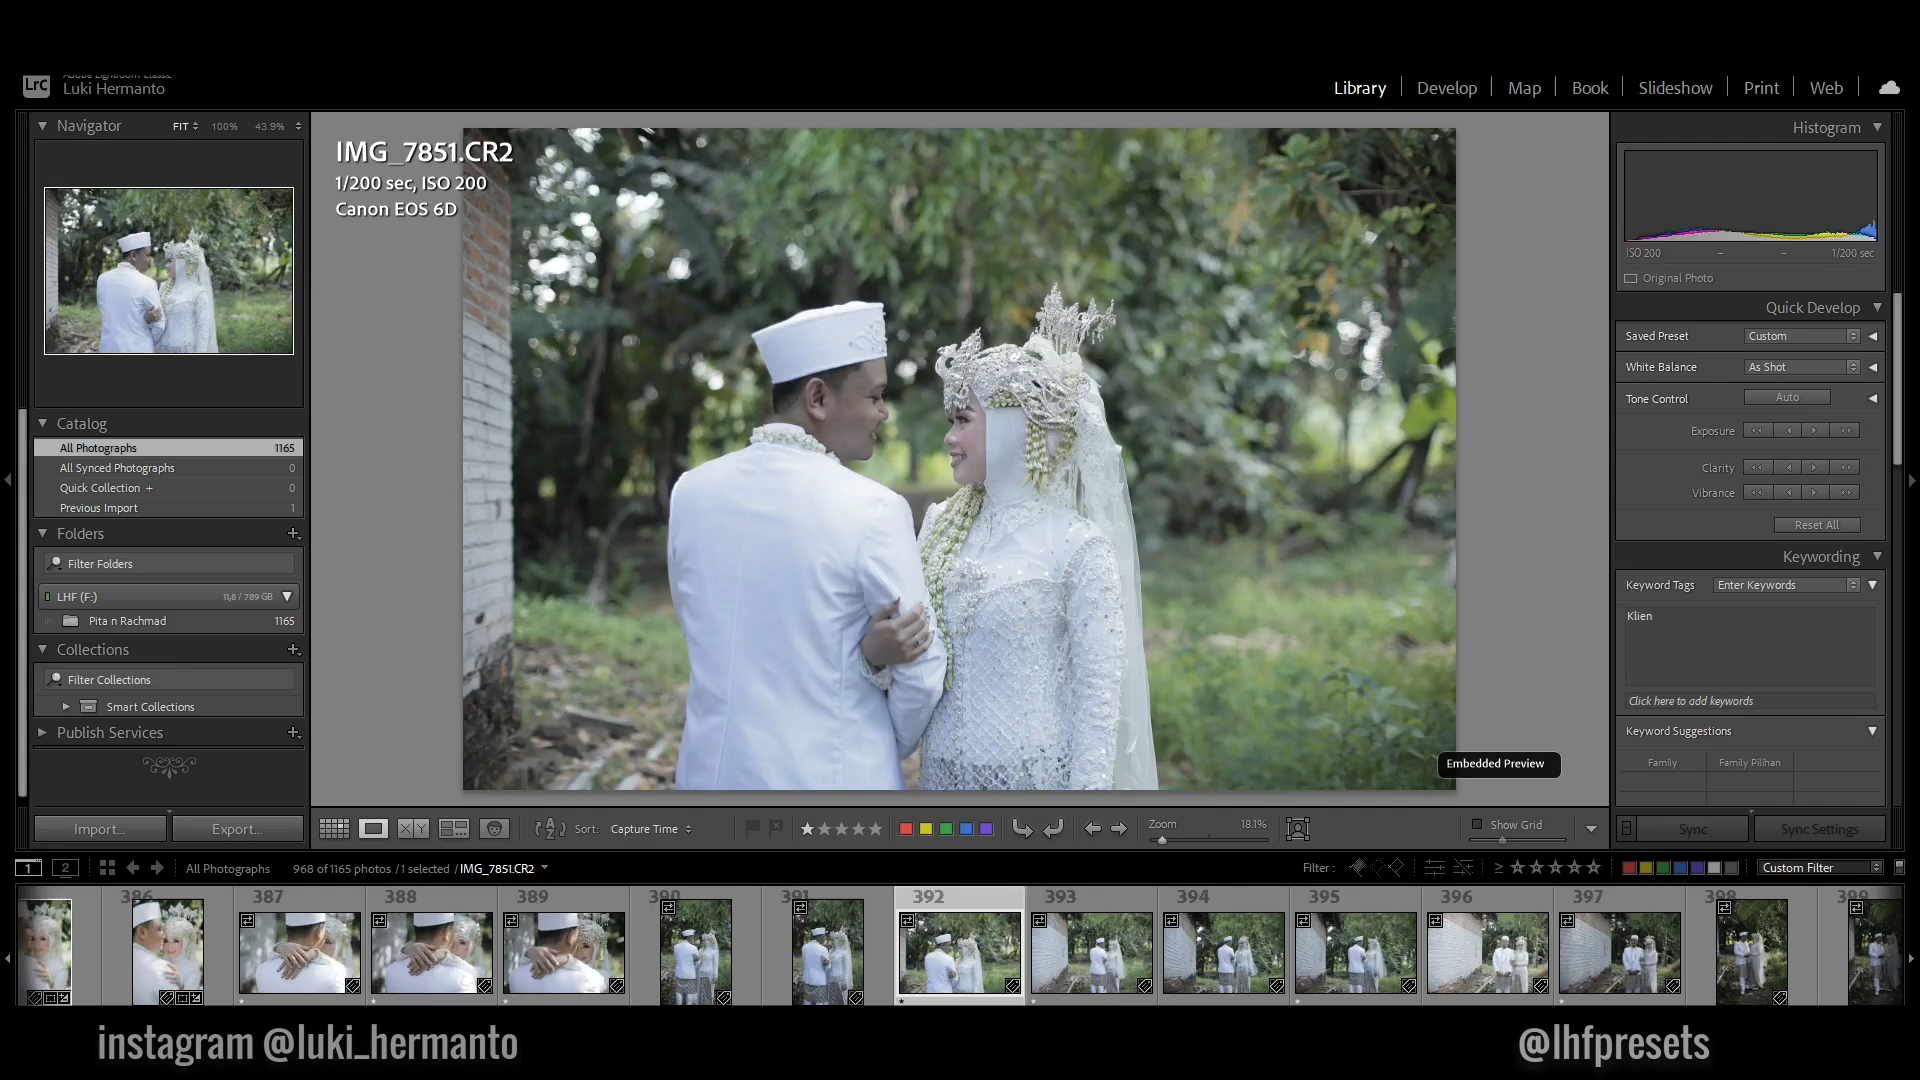 Adobe Lightroom Classic
LrC
Luki Hermanto
Library
Develop
Map
Book
Slideshow
Print
Web
Navigator
FIT
100%
43.9%
Catalog
All Photographs 1165
All Synced Photographs 0
Quick Collection + 0
Previous Import 1
Folders
Filter Folders
LHF (F:) 11,8 / 789 GB
Pita n Rachmad 1165
Collections
Filter Collections
Smart Collections
Publish Services
Import...
Export...
IMG_7851.CR2
1/200 sec, ISO 200
Canon EOS 6D
Embedded Preview
Histogram
ISO 200 – – 1/200 sec
Original Photo
Quick Develop
Saved Preset Custom
White Balance As Shot
Tone Control Auto
Exposure
Clarity
Vibrance
Reset All
Keywording
Keyword Tags Enter Keywords
Klien
Click here to add keywords
Keyword Suggestions
Family Family Pilihan
Sync
Sync Settings
X Y
Sort: Capture Time
Zoom 18.1%
Show Grid
1 2
All Photographs
968 of 1165 photos / 1 selected / IMG_7851.CR2
Filter :
≥
Custom Filter
386 387 388 389 390 391 392 393 394 395 396 397 398 399
instagram @luki_hermanto
@lhfpresets